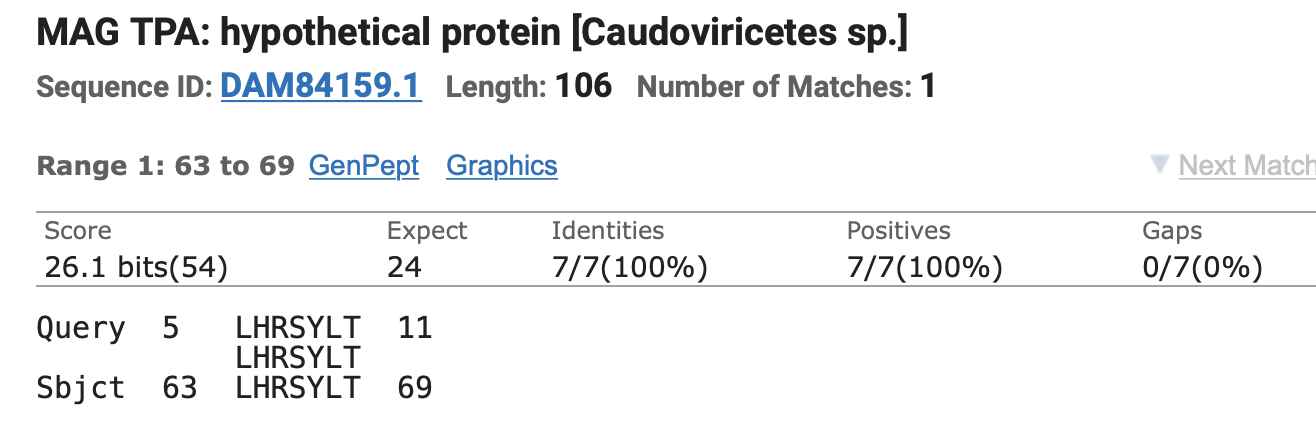 MAG TPA: hypothetical protein [Caudoviricetes sp.]
Sequence ID: DAM84159.1 Length: 106 Number of Matches: 1
Range 1: 63 to 69 GenPept Graphics ▼ Next Match
Score Expect Identities Positives Gaps
26.1 bits(54) 24 7/7(100%) 7/7(100%) 0/7(0%)
Query 5 LHRSYLT 11
LHRSYLT
Sbjct 63 LHRSYLT 69